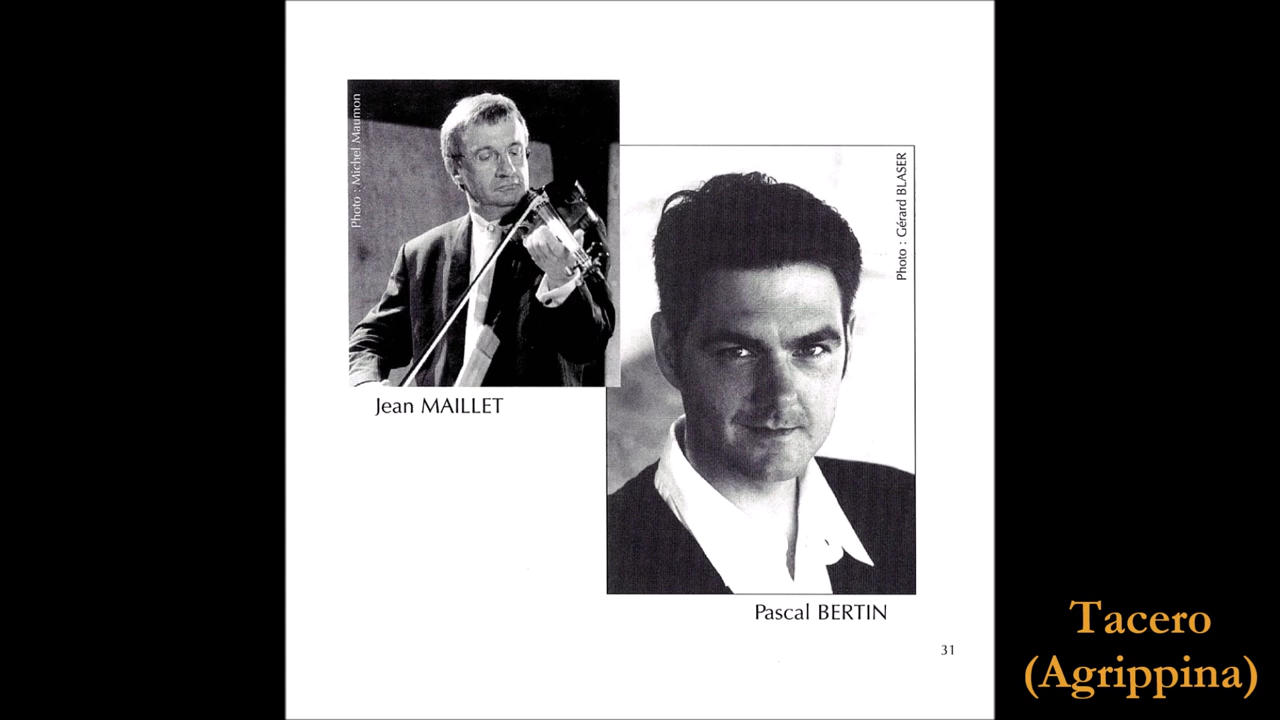 Photo : Michel Maumon
Photo : Gérard BLASER
Jean MAILLET
Pascal BERTIN
31
Tacero
(Agrippina)